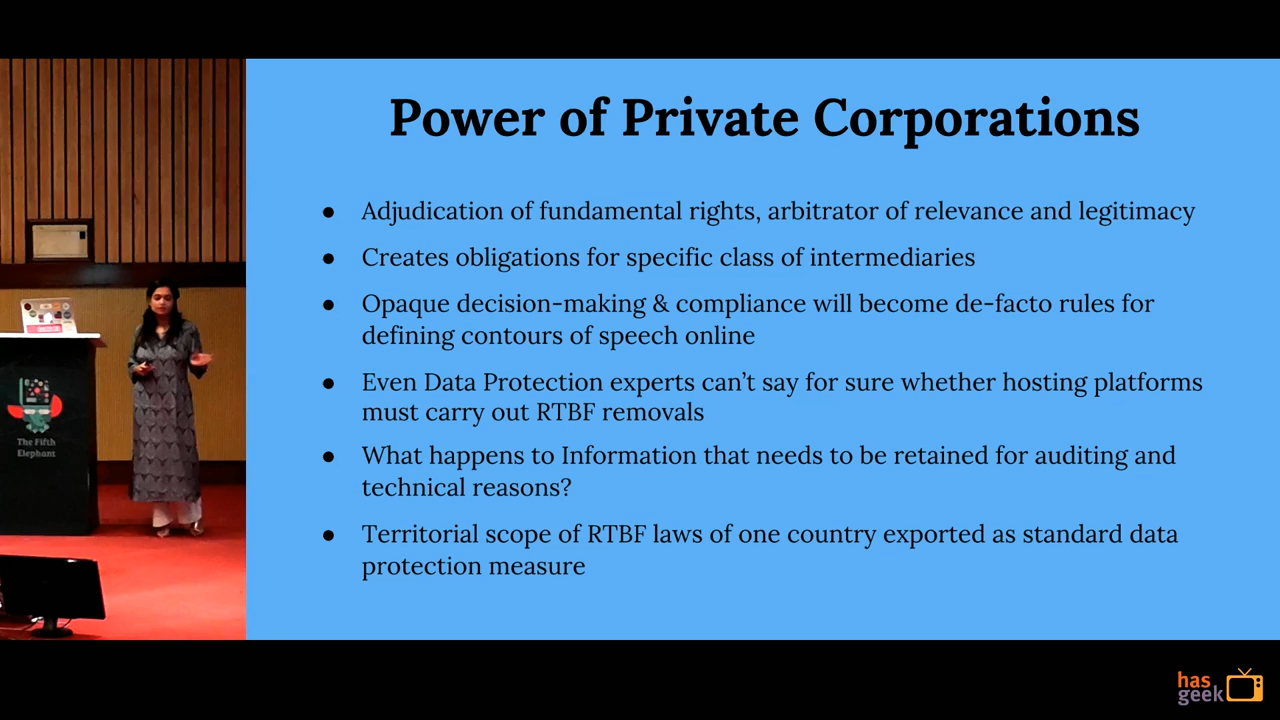 Power of Private Corporations
● Adjudication of fundamental rights, arbitrator of relevance and legitimacy
● Creates obligations for specific class of intermediaries
● Opaque decision-making & compliance will become de-facto rules for
defining contours of speech online
● Even Data Protection experts can’t say for sure whether hosting platforms
must carry out RTBF removals
● What happens to Information that needs to be retained for auditing and
technical reasons?
● Territorial scope of RTBF laws of one country exported as standard data
protection measure
The Fifth
Elephant
has
geek